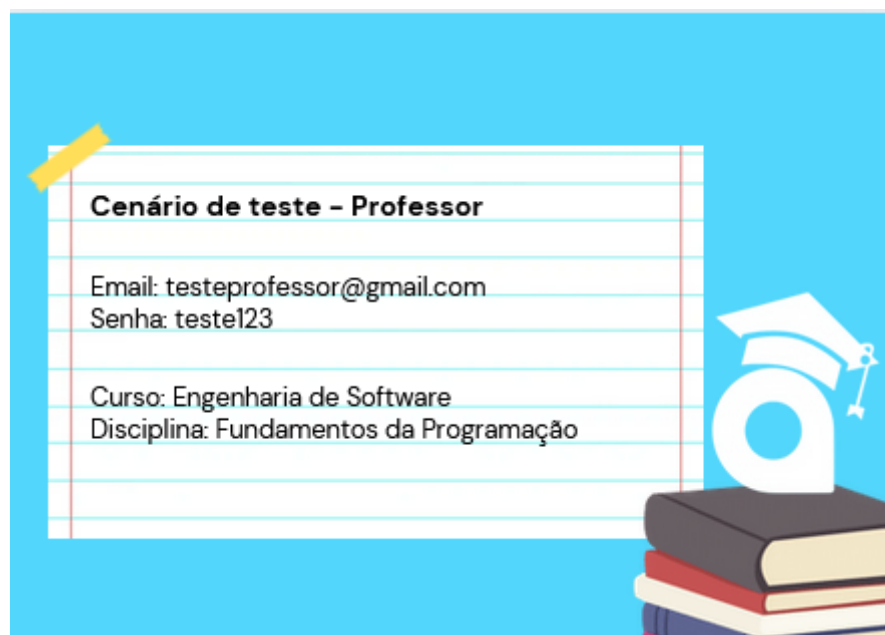 Cenário de teste - Professor
Email: testeprofessor@gmail.com
Senha: teste123
Curso: Engenharia de Software
Disciplina: Fundamentos da Programação